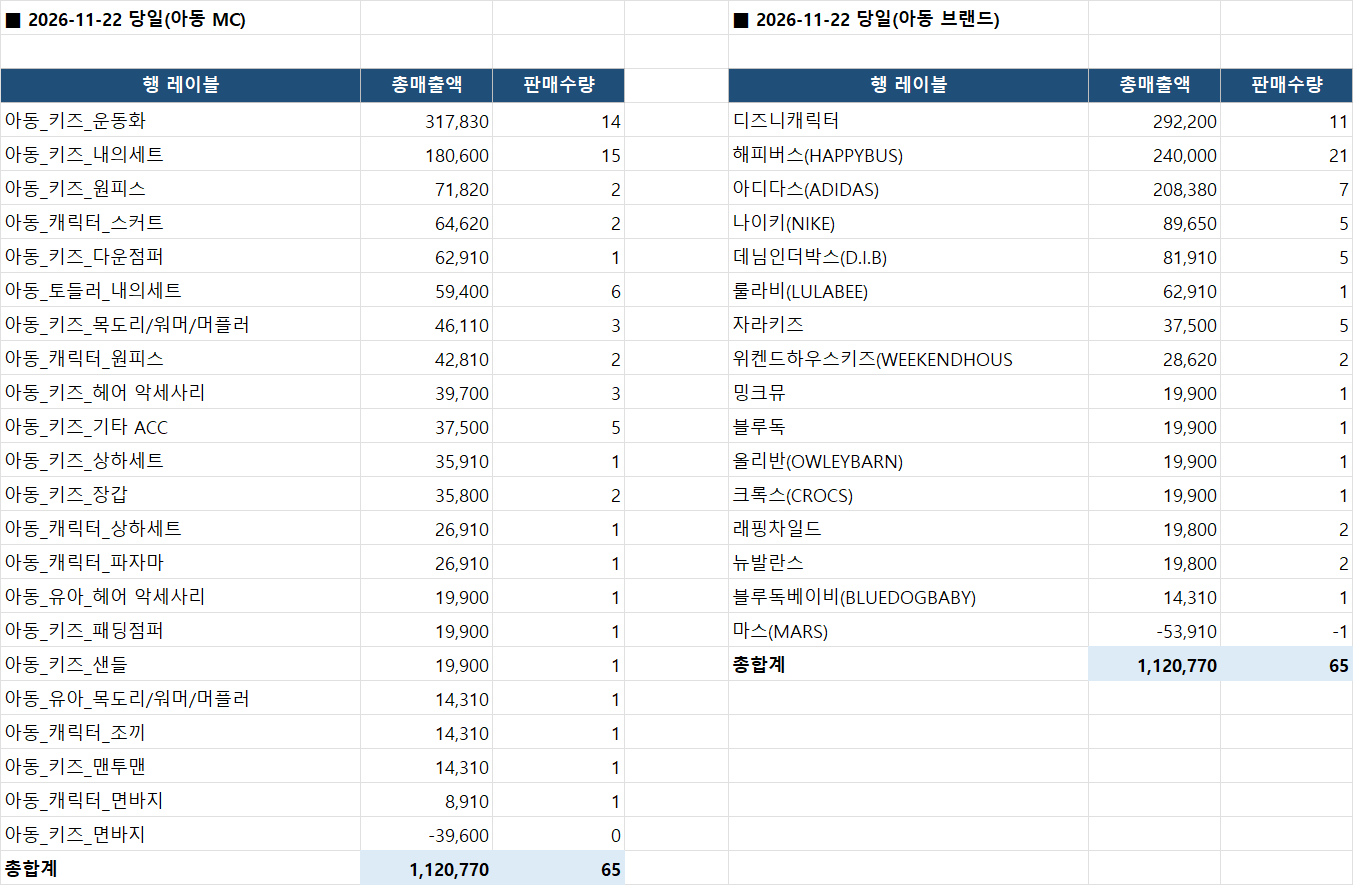 ■ 2026-11-22 당일(아동 MC)
행 레이블 총매출액 판매수량
아동_키즈_운동화 317,830 14
아동_키즈_내의세트 180,600 15
아동_키즈_원피스 71,820 2
아동_캐릭터_스커트 64,620 2
아동_키즈_다운점퍼 62,910 1
아동_토들러_내의세트 59,400 6
아동_키즈_목도리/워머/머플러 46,110 3
아동_캐릭터_원피스 42,810 2
아동_키즈_헤어 악세사리 39,700 3
아동_키즈_기타 ACC 37,500 5
아동_키즈_상하세트 35,910 1
아동_키즈_장갑 35,800 2
아동_캐릭터_상하세트 26,910 1
아동_캐릭터_파자마 26,910 1
아동_유아_헤어 악세사리 19,900 1
아동_키즈_패딩점퍼 19,900 1
아동_키즈_샌들 19,900 1
아동_유아_목도리/워머/머플러 14,310 1
아동_캐릭터_조끼 14,310 1
아동_키즈_맨투맨 14,310 1
아동_캐릭터_면바지 8,910 1
아동_키즈_면바지 -39,600 0
총합계 1,120,770 65
■ 2026-11-22 당일(아동 브랜드)
행 레이블 총매출액 판매수량
디즈니캐릭터 292,200 11
해피버스(HAPPYBUS) 240,000 21
아디다스(ADIDAS) 208,380 7
나이키(NIKE) 89,650 5
데님인더박스(D.I.B) 81,910 5
룰라비(LULABEE) 62,910 1
자라키즈 37,500 5
위켄드하우스키즈(WEEKENDHOUS 28,620 2
밍크뮤 19,900 1
블루독 19,900 1
올리반(OWLEYBARN) 19,900 1
크록스(CROCS) 19,900 1
래핑차일드 19,800 2
뉴발란스 19,800 2
블루독베이비(BLUEDOGBABY) 14,310 1
마스(MARS) -53,910 -1
총합계 1,120,770 65